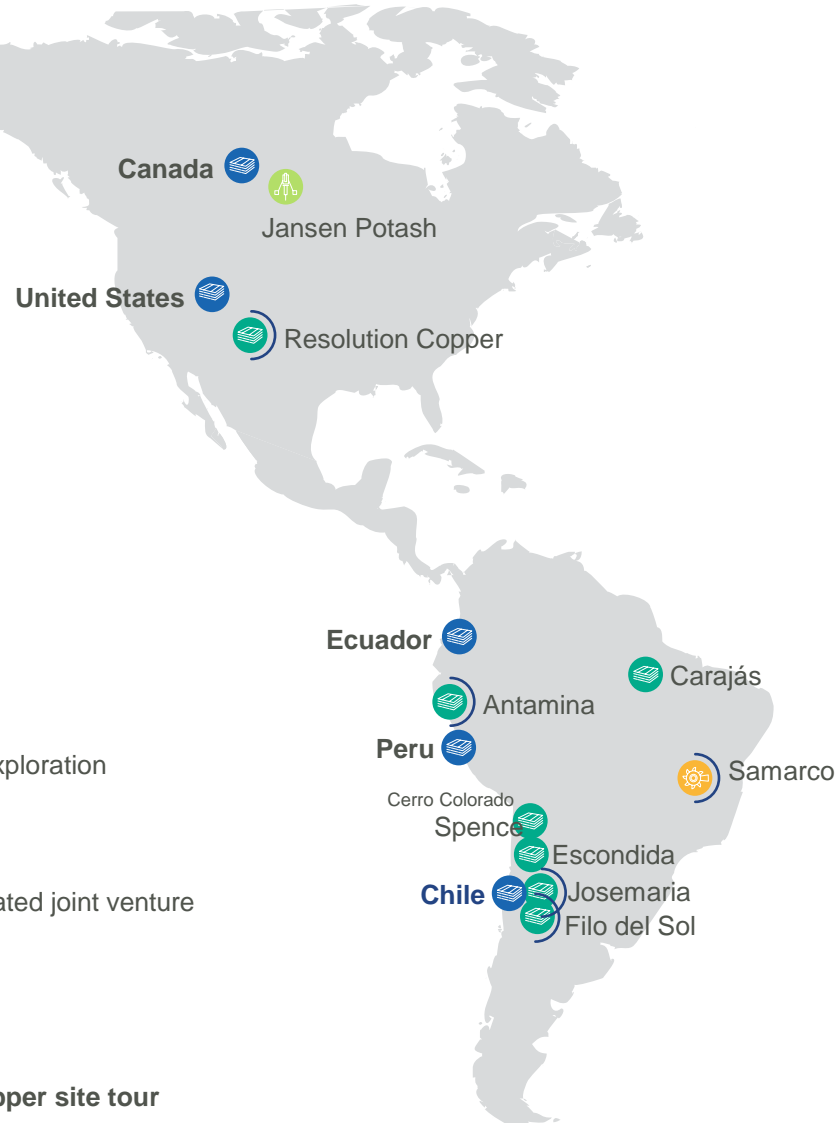 Canada
Jansen Potash
United States
Resolution Copper
Ecuador
Carajás
Antamina
Peru
xploration
Samarco
Cerro Colorado
Spence
Escondida
ated joint venture
Chile
Josemaria
Filo del Sol
pper site tour